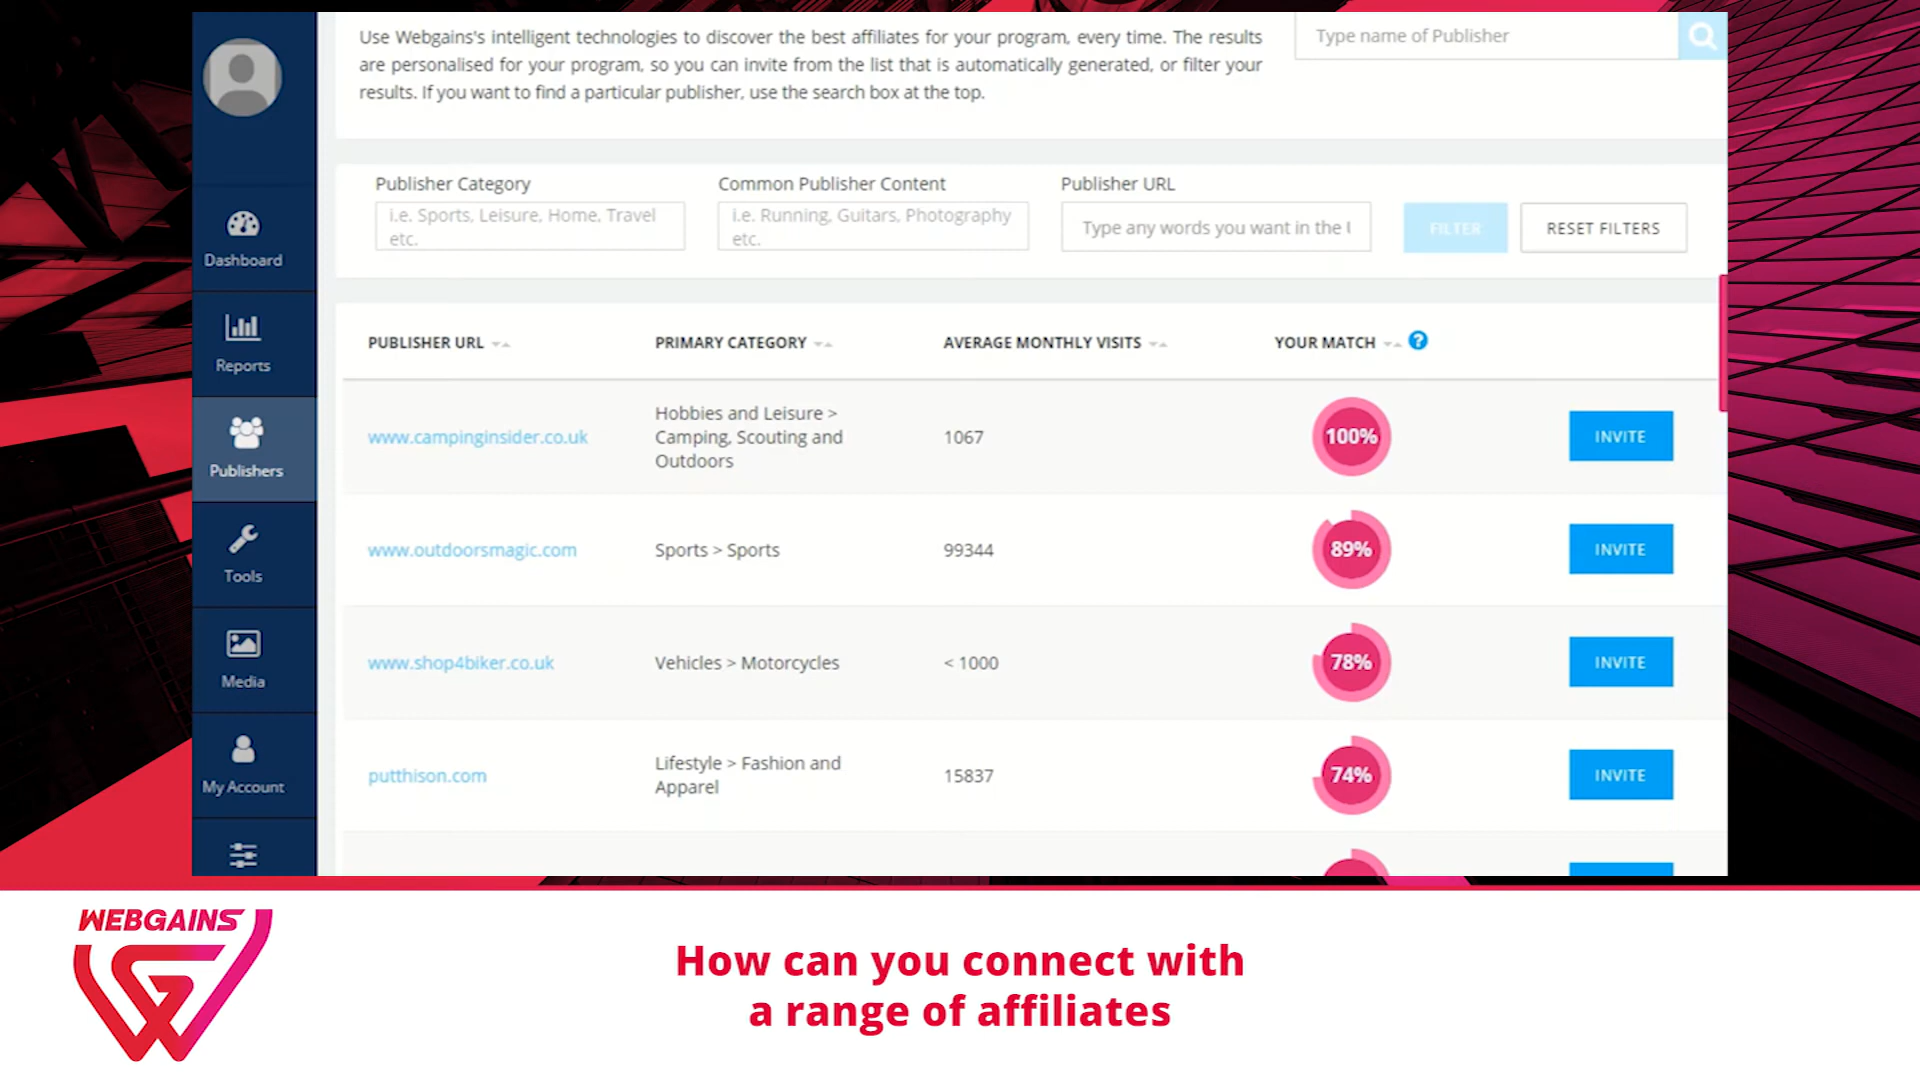 Use Webgains's intelligent technologies to discover the best affiliates for your program, every time. The results
are personalised for your program, so you can invite from the list that is automatically generated, or filter your
results. If you want to find a particular publisher, use the search box at the top.
Type name of Publisher
Publisher Category
i.e. Sports, Leisure, Home, Travel
etc.
Common Publisher Content
i.e. Running, Guitars, Photography
etc.
Publisher URL
Type any words you want in the
FILTER
RESET FILTERS
Dashboard
Reports
Publishers
Tools
Media
My Account
PUBLISHER URL
PRIMARY CATEGORY
AVERAGE MONTHLY VISITS
YOUR MATCH
?
www.campinginsider.co.uk
Hobbies and Leisure >
Camping, Scouting and
Outdoors
1067
100%
INVITE
www.outdoorsmagic.com
Sports > Sports
99344
89%
INVITE
www.shop4biker.co.uk
Vehicles > Motorcycles
< 1000
78%
INVITE
putthison.com
Lifestyle > Fashion and
Apparel
15837
74%
INVITE
WEBGAINS
How can you connect with
a range of affiliates